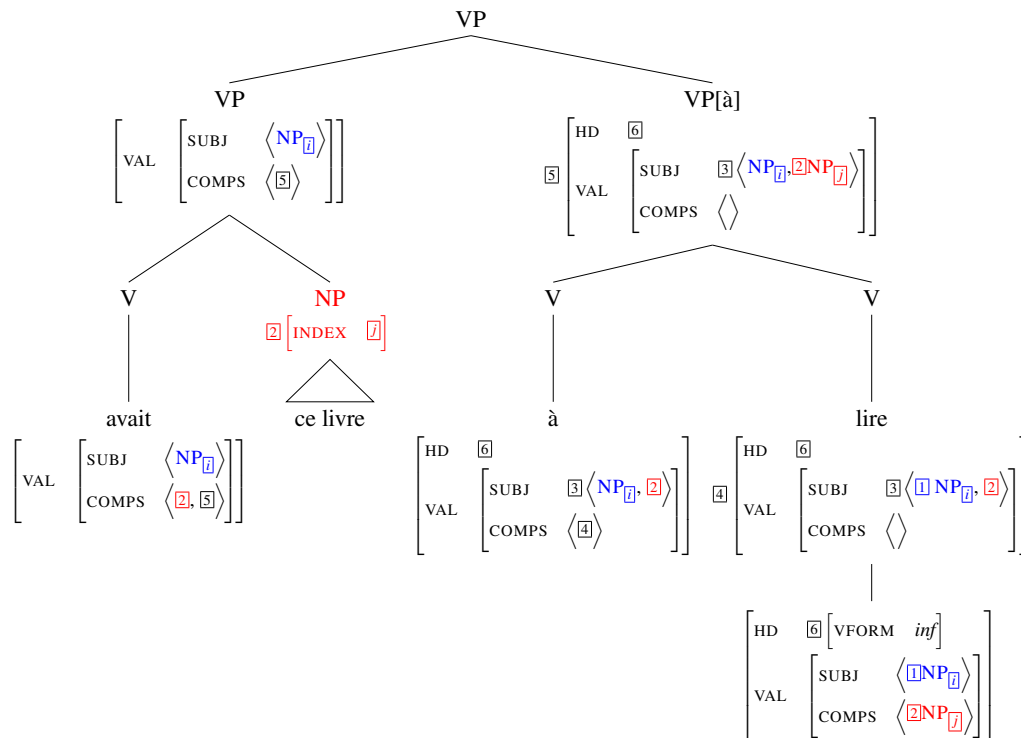 VP
VP VP[à]
[VAL [SUBJ ⟨NP[i]⟩ COMPS ⟨[5]⟩]] [5] [HD [6] VAL [SUBJ [3]⟨NP[i],[2]NP[j]⟩ COMPS ⟨⟩]]
V NP V V
[2] [INDEX [j]]
avait ce livre à lire
[VAL [SUBJ ⟨NP[i]⟩ COMPS ⟨[2], [5]⟩]] [HD [6] VAL [SUBJ [3]⟨NP[i], [2]⟩ COMPS ⟨[4]⟩]] [4] [HD [6] VAL [SUBJ [3]⟨[1] NP[i], [2]⟩ COMPS ⟨⟩]]
[HD [6] [VFORM inf] VAL [SUBJ ⟨[1]NP[i]⟩ COMPS ⟨[2]NP[j]⟩]]